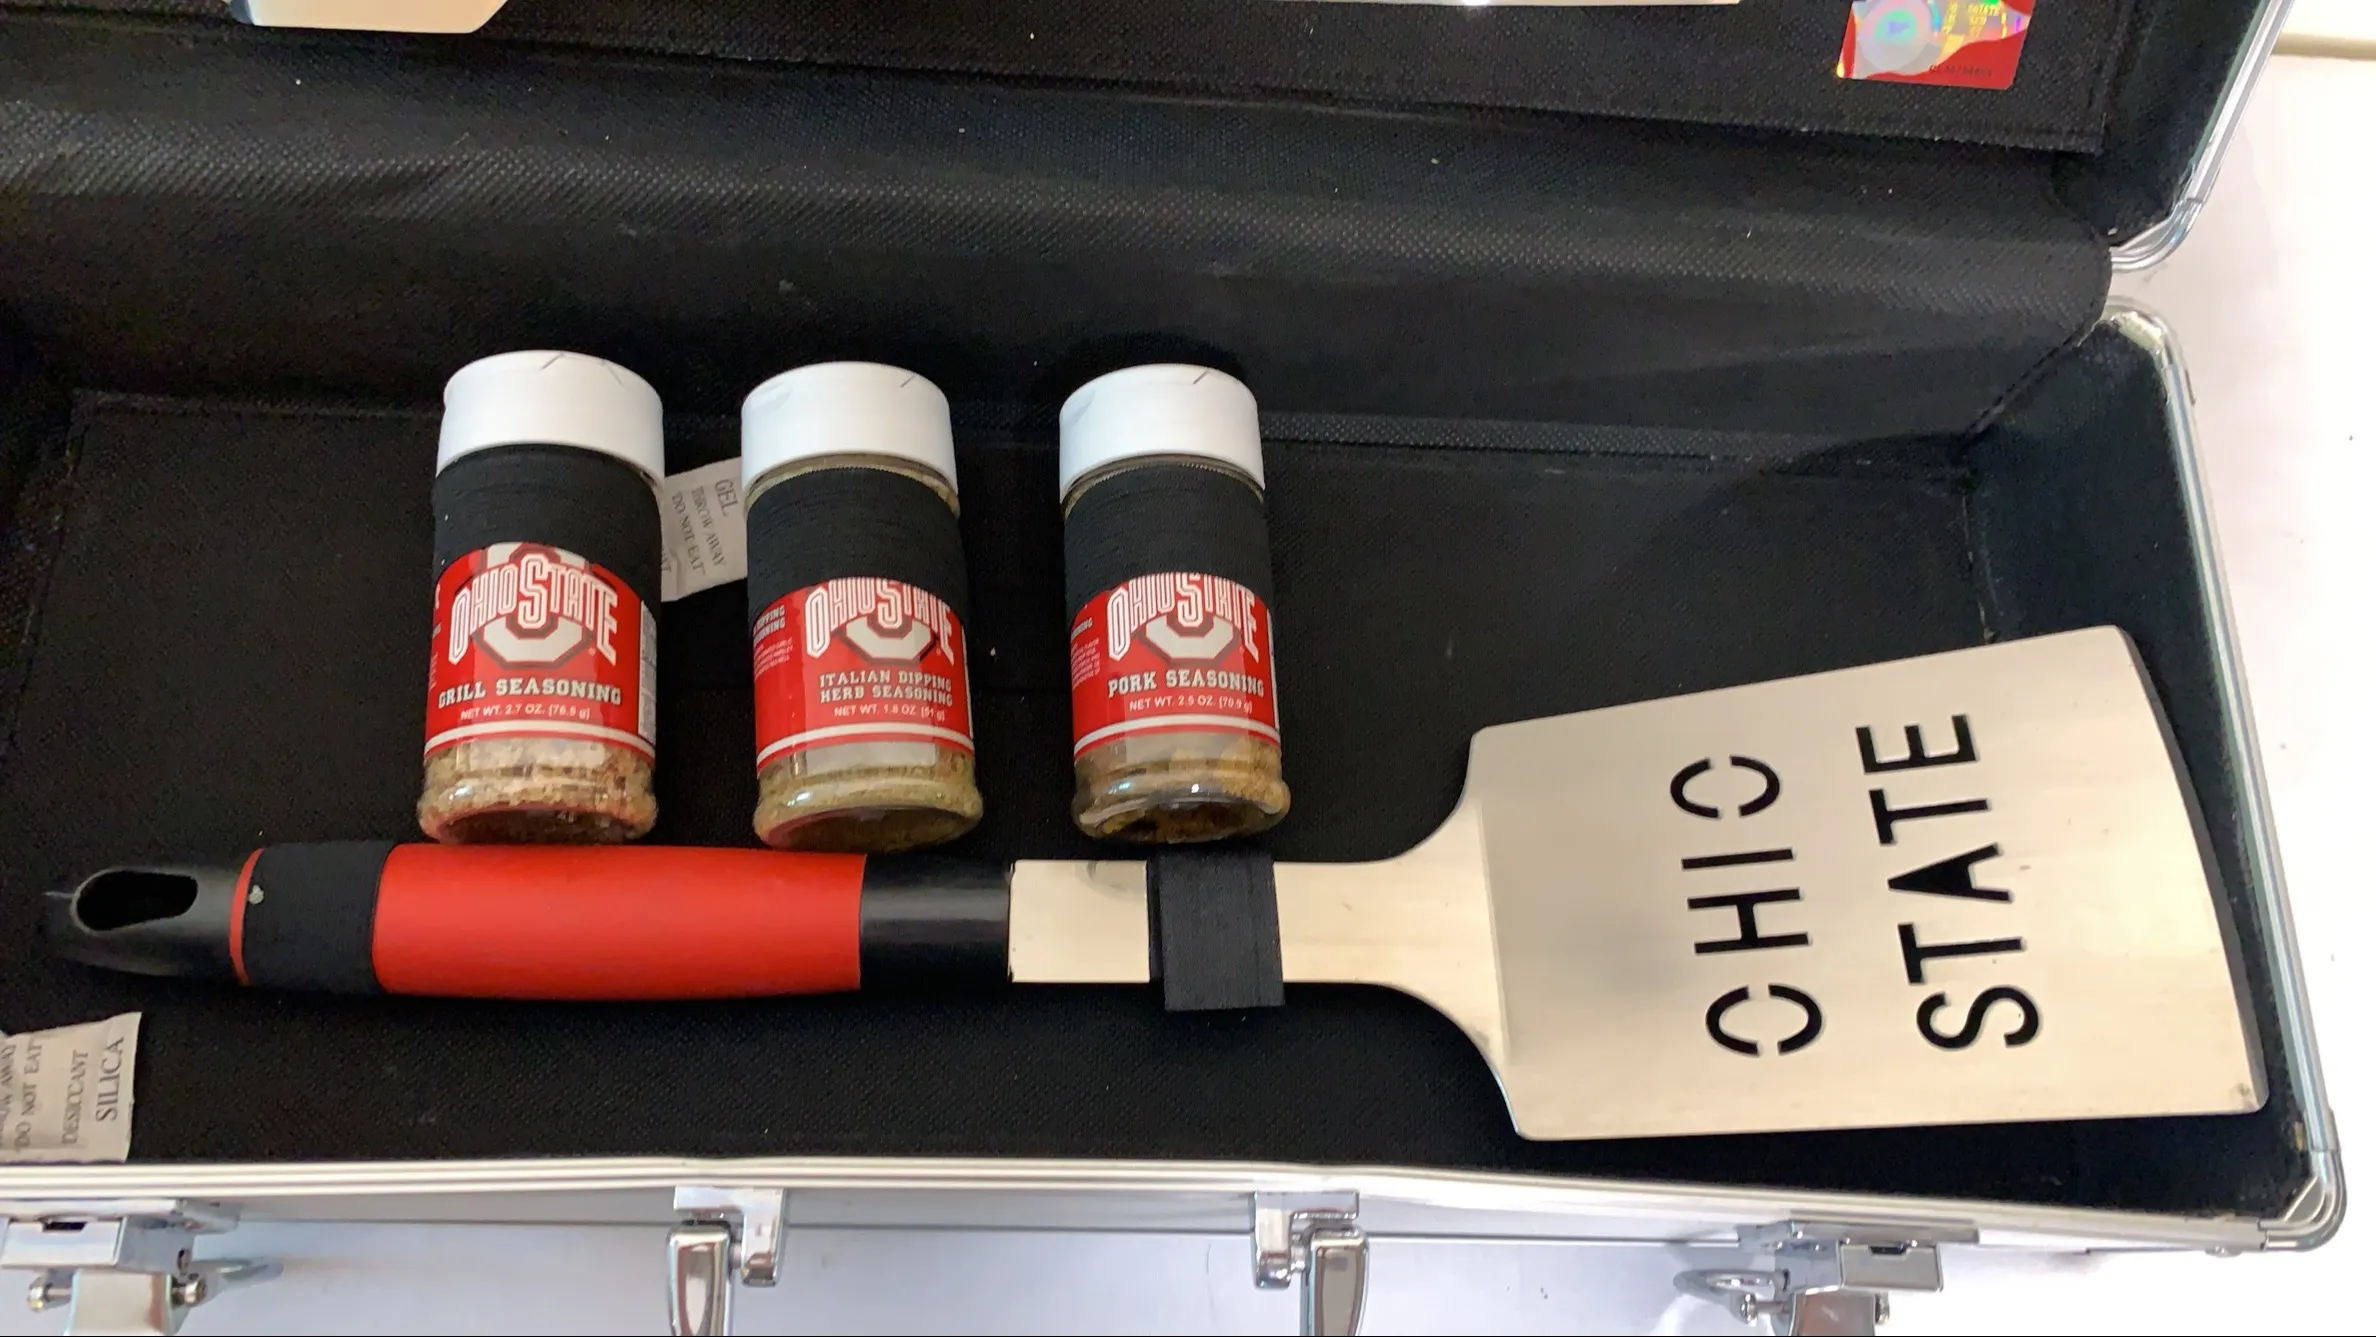 OHIO STATE
GRILL SEASONING
NET WT. 2.7 OZ. [76.5 g]
GEL
THROW AWAY
"DO NOT EAT"
OHIO STATE
ITALIAN DIPPING
HERB SEASONING
NET WT. 1.8 OZ. [51 g]
OHIO STATE
PORK SEASONING
NET WT. 2.5 OZ. [70.9 g]
OHIO
STATE
SILICA
DESICCANT
"DO NOT EAT"
AWAY